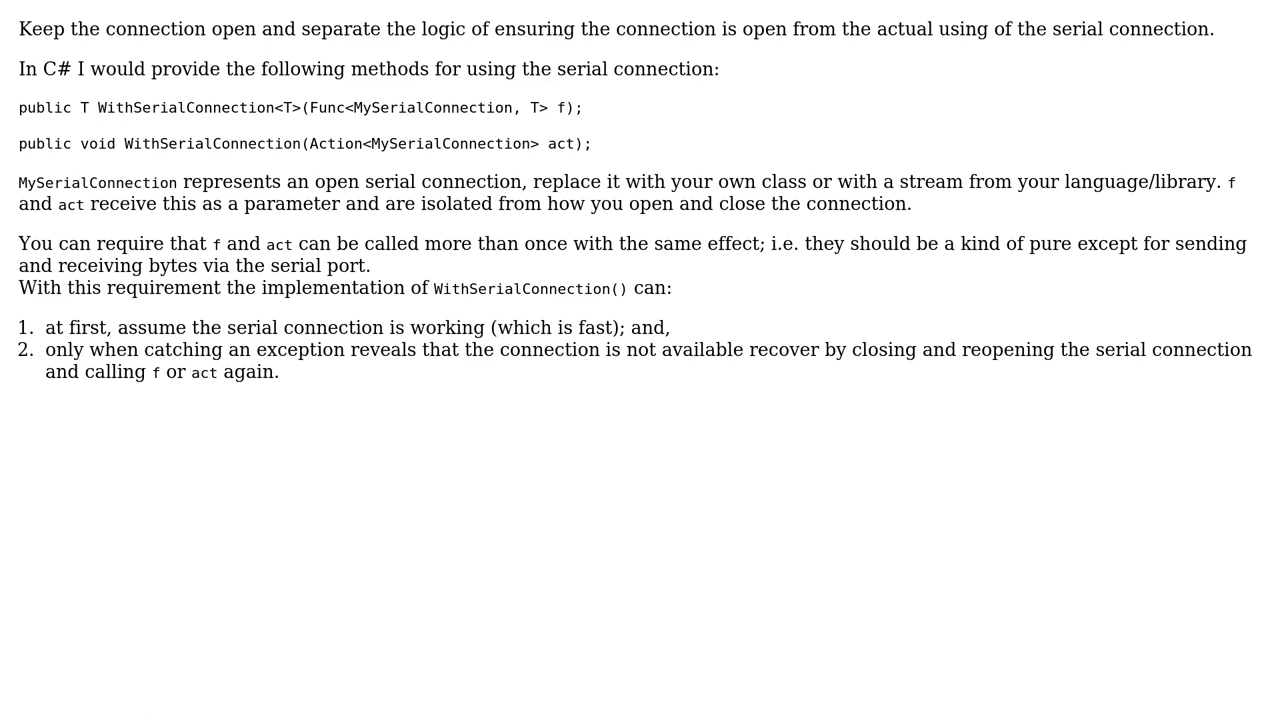 Keep the connection open and separate the logic of ensuring the connection is open from the actual using of the serial connection.
In C# I would provide the following methods for using the serial connection:
public T WithSerialConnection<T>(Func<MySerialConnection, T> f);
public void WithSerialConnection(Action<MySerialConnection> act);
MySerialConnection represents an open serial connection, replace it with your own class or with a stream from your language/library. f
and act receive this as a parameter and are isolated from how you open and close the connection.
You can require that f and act can be called more than once with the same effect; i.e. they should be a kind of pure except for sending
and receiving bytes via the serial port.
With this requirement the implementation of WithSerialConnection() can:
1. at first, assume the serial connection is working (which is fast); and,
2. only when catching an exception reveals that the connection is not available recover by closing and reopening the serial connection
and calling f or act again.